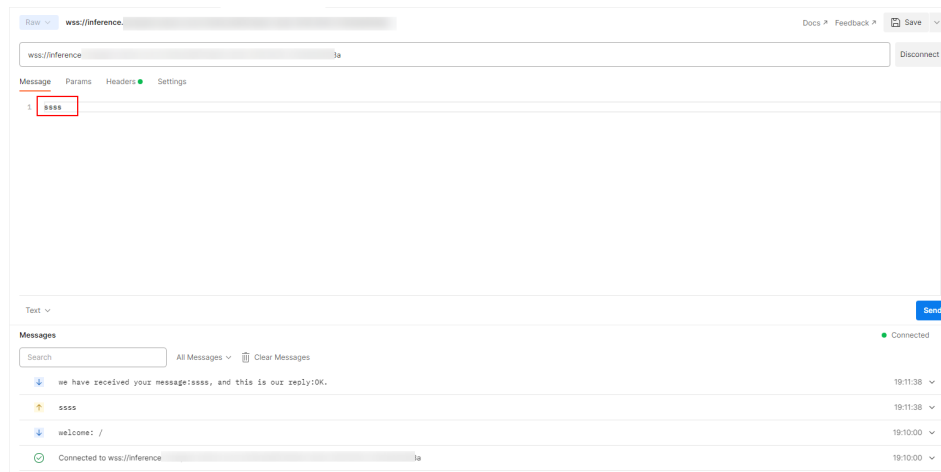 Raw wss://inference. Docs Feedback Save
wss://inference a Disconnect
Message Params Headers Settings
1 ssss
Text Send
Messages Connected
Search All Messages Clear Messages
we have received your message:ssss, and this is our reply:OK. 19:11:38
ssss 19:11:38
welcome: / 19:10:00
Connected to wss://inference a 19:10:00